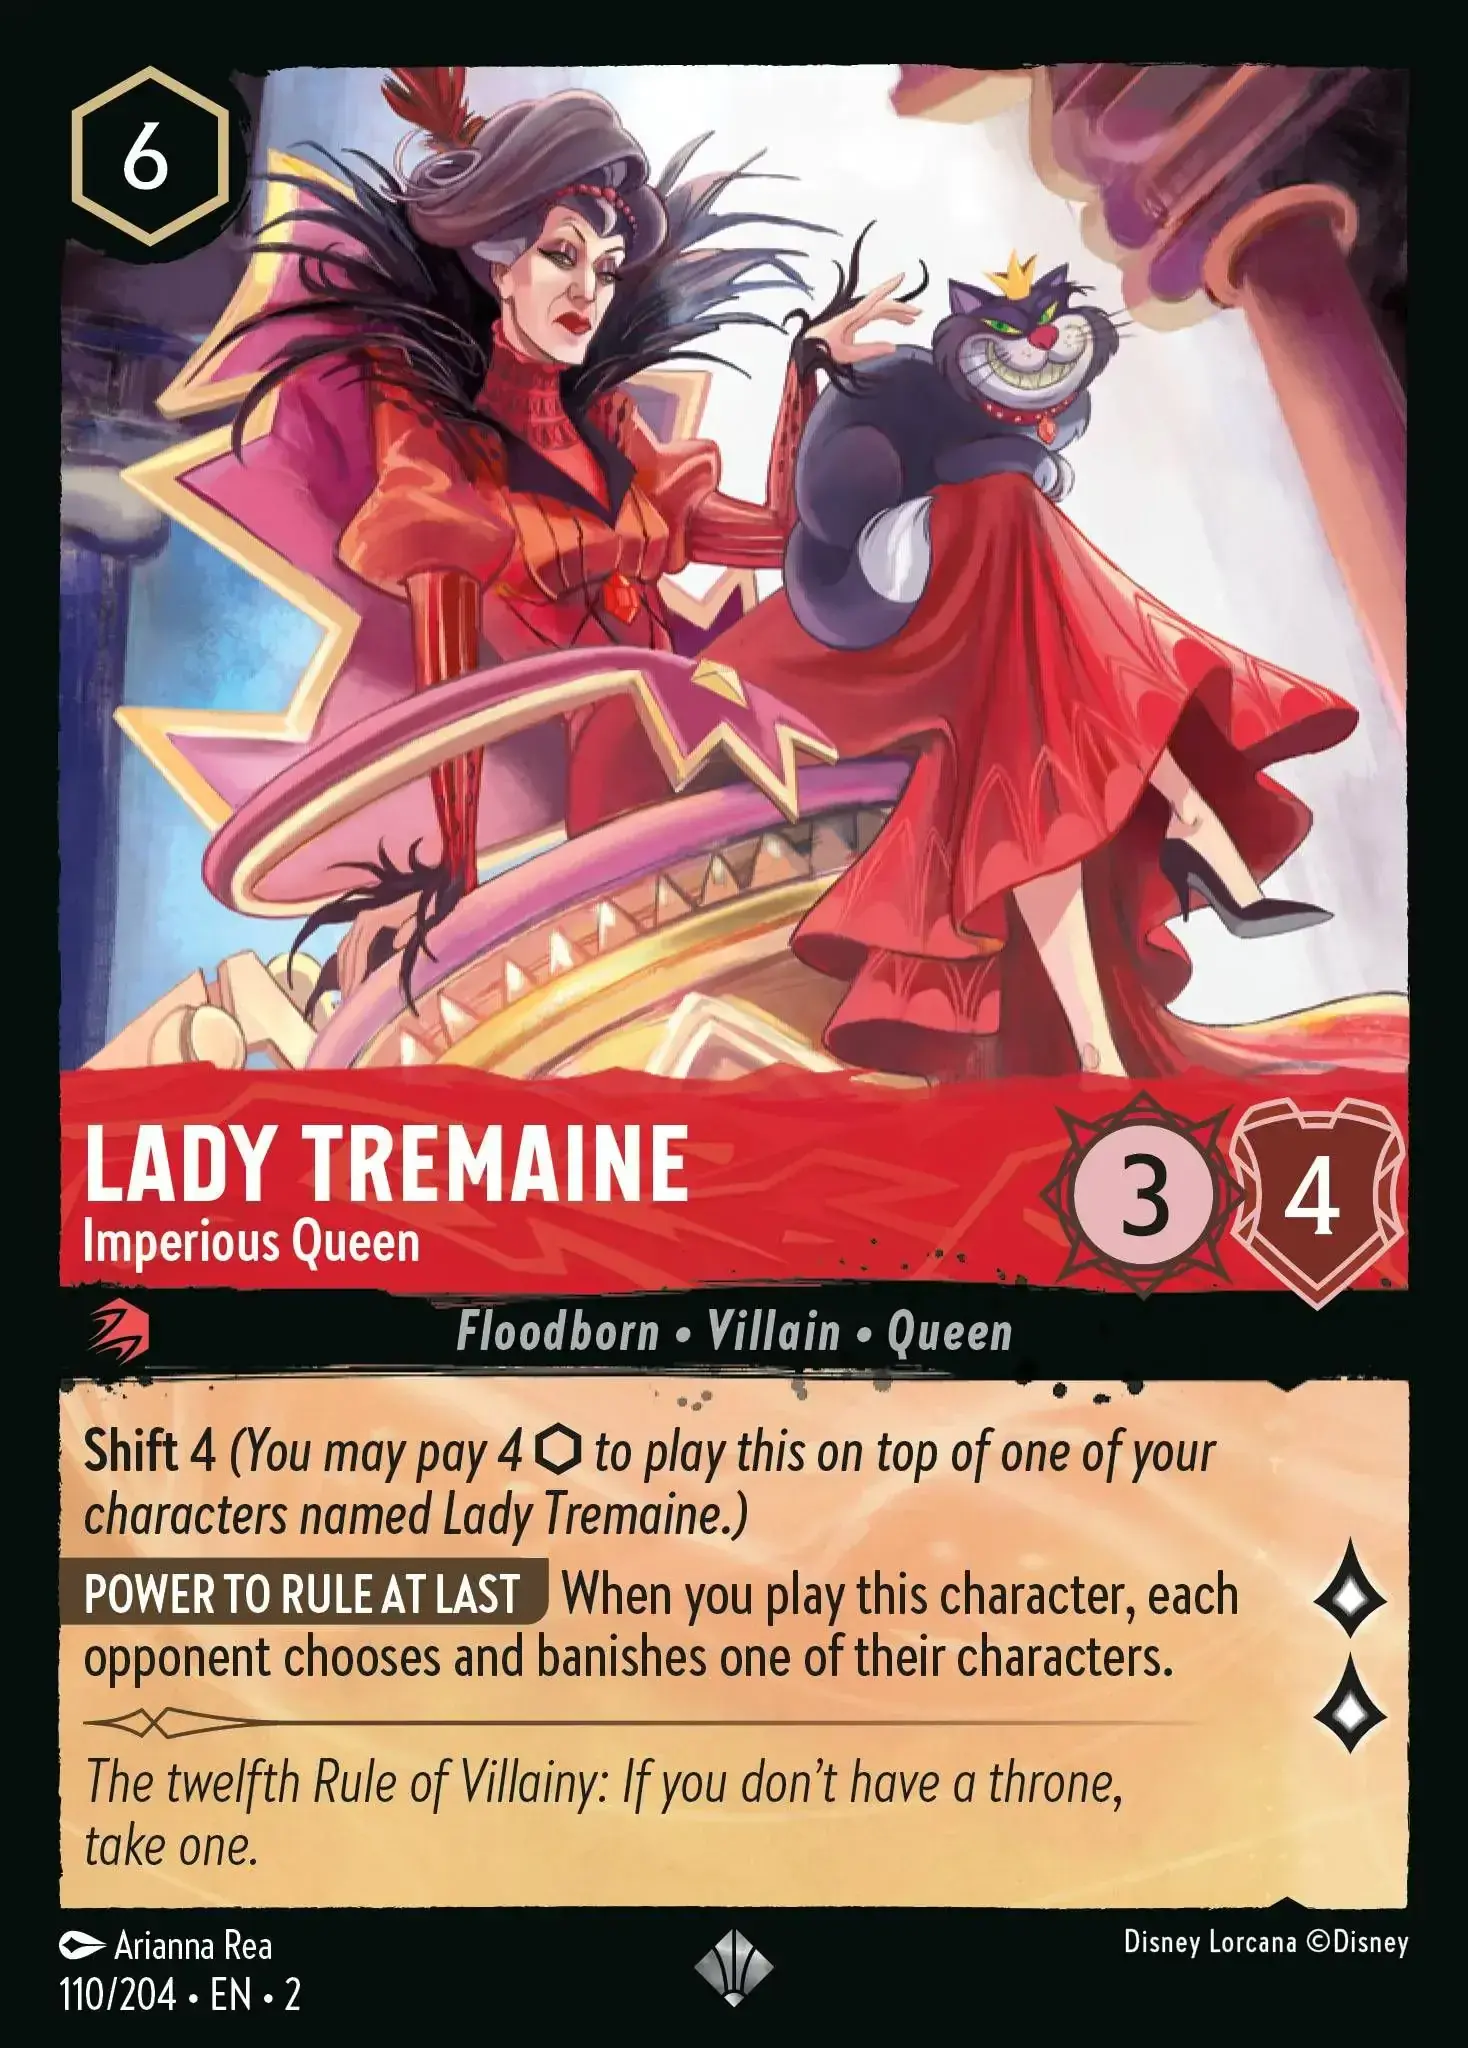 6
LADY TREMAINE
Imperious Queen
3
4
Floodborn • Villain • Queen
Shift 4 (You may pay 4 ⬡ to play this on top of one of your
characters named Lady Tremaine.)
POWER TO RULE AT LAST When you play this character, each
opponent chooses and banishes one of their characters.
The twelfth Rule of Villainy: If you don't have a throne,
take one.
Arianna Rea
Disney Lorcana ©Disney
110/204 • EN • 2